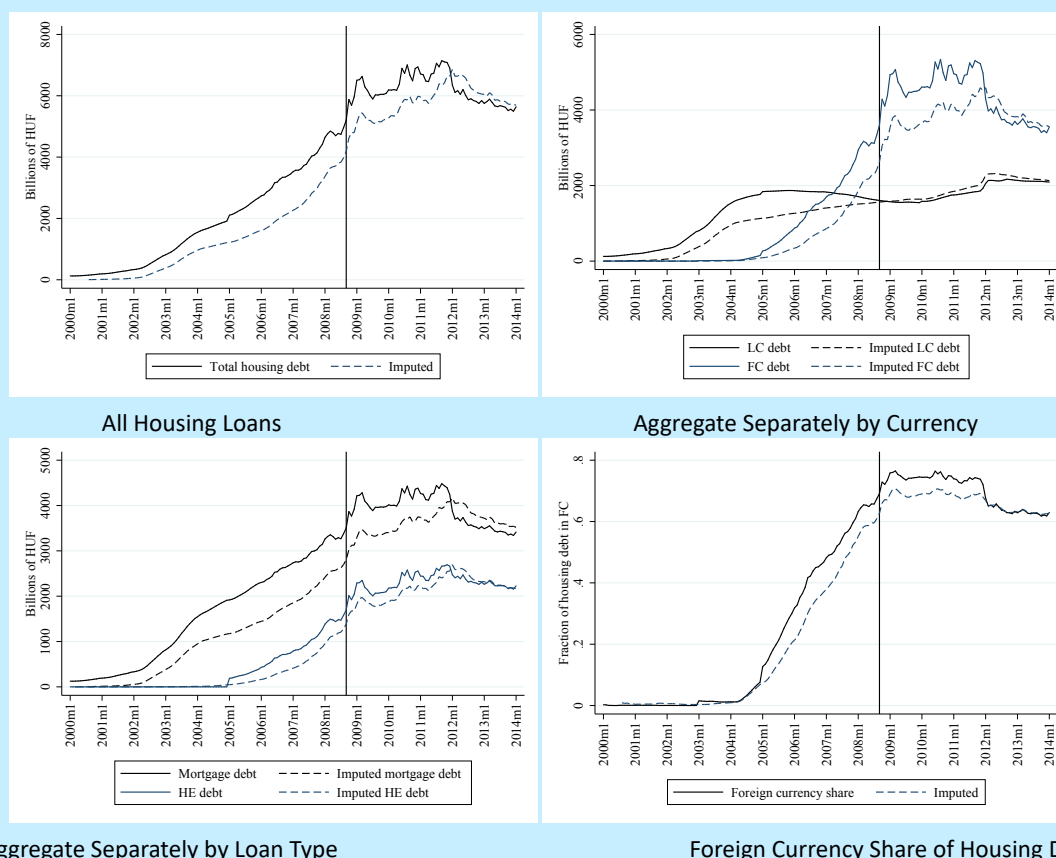 Billions of HUF
8000
6000
4000
2000
0
2000m1 2001m1 2002m1 2003m1 2004m1 2005m1 2006m1 2007m1 2008m1 2009m1 2010m1 2011m1 2012m1 2013m1 2014m1
Total housing debt Imputed
All Housing Loans
Billions of HUF
6000
4000
2000
0
2000m1 2001m1 2002m1 2003m1 2004m1 2005m1 2006m1 2007m1 2008m1 2009m1 2010m1 2011m1 2012m1 2013m1 2014m1
LC debt Imputed LC debt
FC debt Imputed FC debt
Aggregate Separately by Currency
Billions of HUF
5000
4000
3000
2000
1000
0
2000m1 2001m1 2002m1 2003m1 2004m1 2005m1 2006m1 2007m1 2008m1 2009m1 2010m1 2011m1 2012m1 2013m1 2014m1
Mortgage debt Imputed mortgage debt
HE debt Imputed HE debt
ggregate Separately by Loan Type
Fraction of housing debt in FC
.8
.6
.4
.2
0
2000m1 2001m1 2002m1 2003m1 2004m1 2005m1 2006m1 2007m1 2008m1 2009m1 2010m1 2011m1 2012m1 2013m1 2014m1
Foreign currency share Imputed
Foreign Currency Share of Housing D